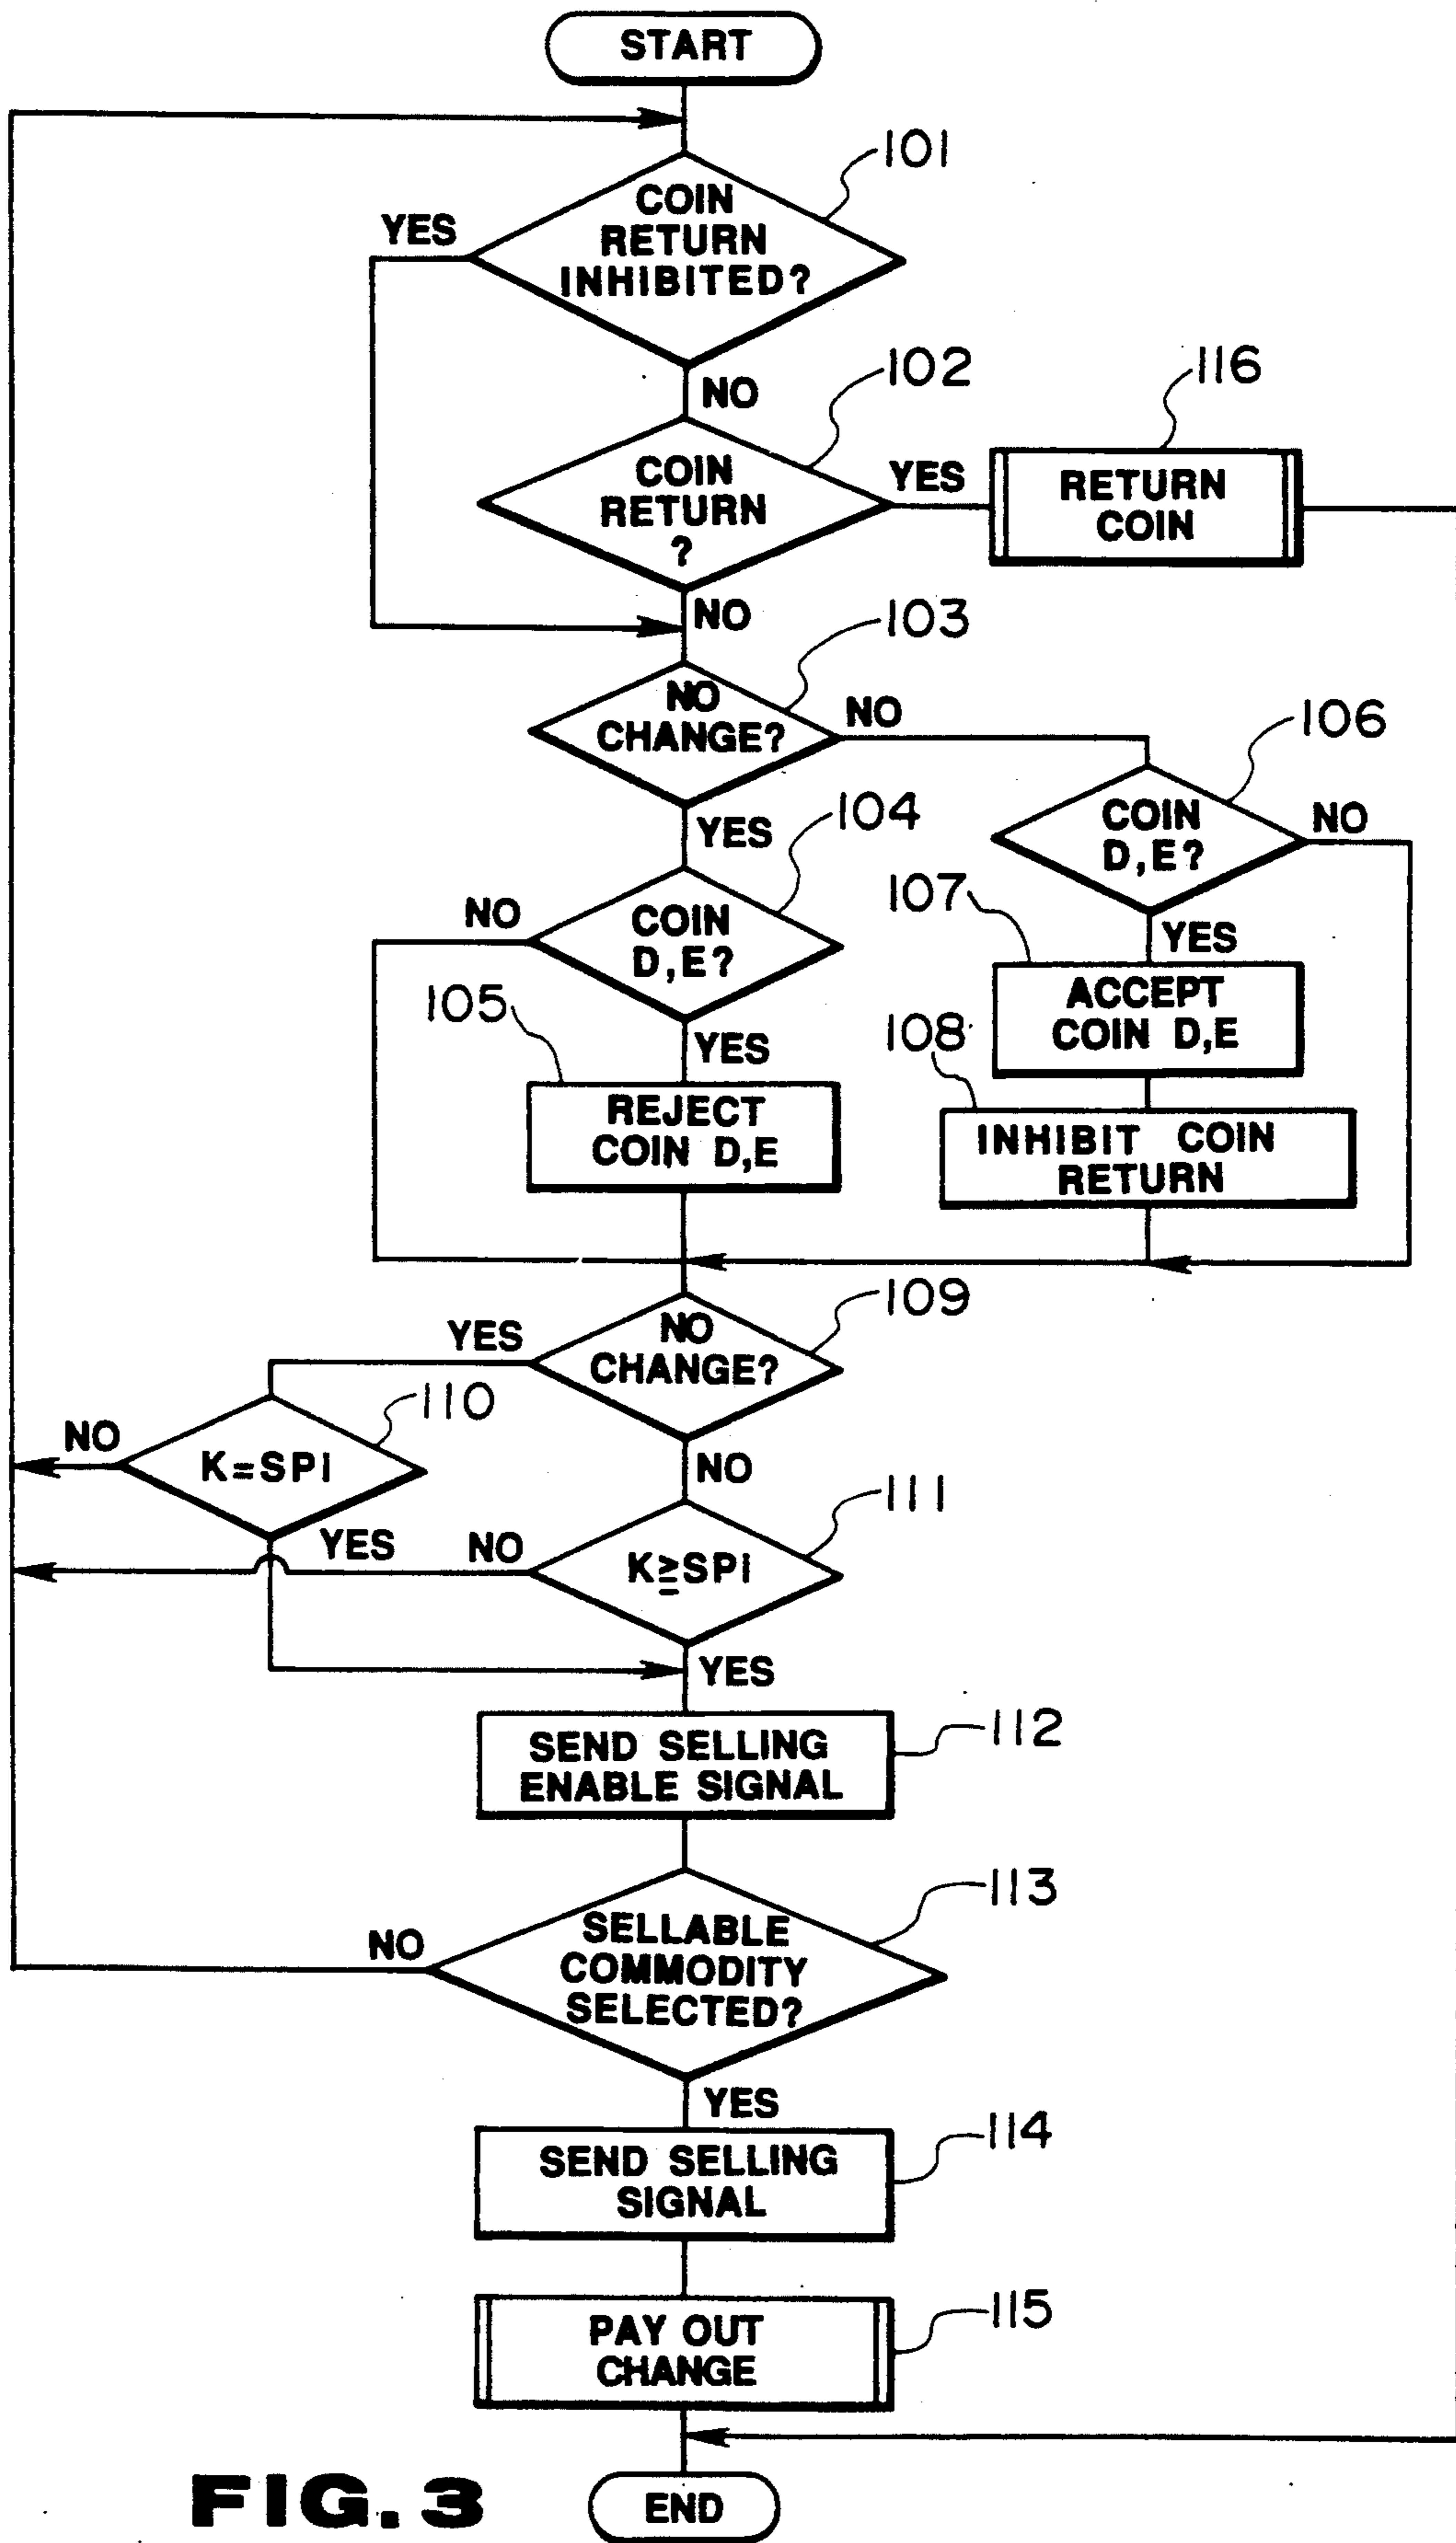 START
101
COIN
RETURN
INHIBITED?
YES
NO
102
COIN
RETURN
?
YES
116
RETURN
COIN
NO
103
NO
CHANGE?
NO
106
COIN
D,E?
NO
YES
104
COIN
D,E?
NO
107
YES
ACCEPT
COIN D,E
105
YES
108
REJECT
COIN D,E
INHIBIT COIN
RETURN
109
NO
CHANGE?
YES
110
NO
K=SPI
NO
111
YES
NO
K≧SPI
YES
SEND SELLING
ENABLE SIGNAL
112
113
SELLABLE
COMMODITY
SELECTED?
NO
YES
SEND SELLING
SIGNAL
114
PAY OUT
CHANGE
115
END
FIG. 3